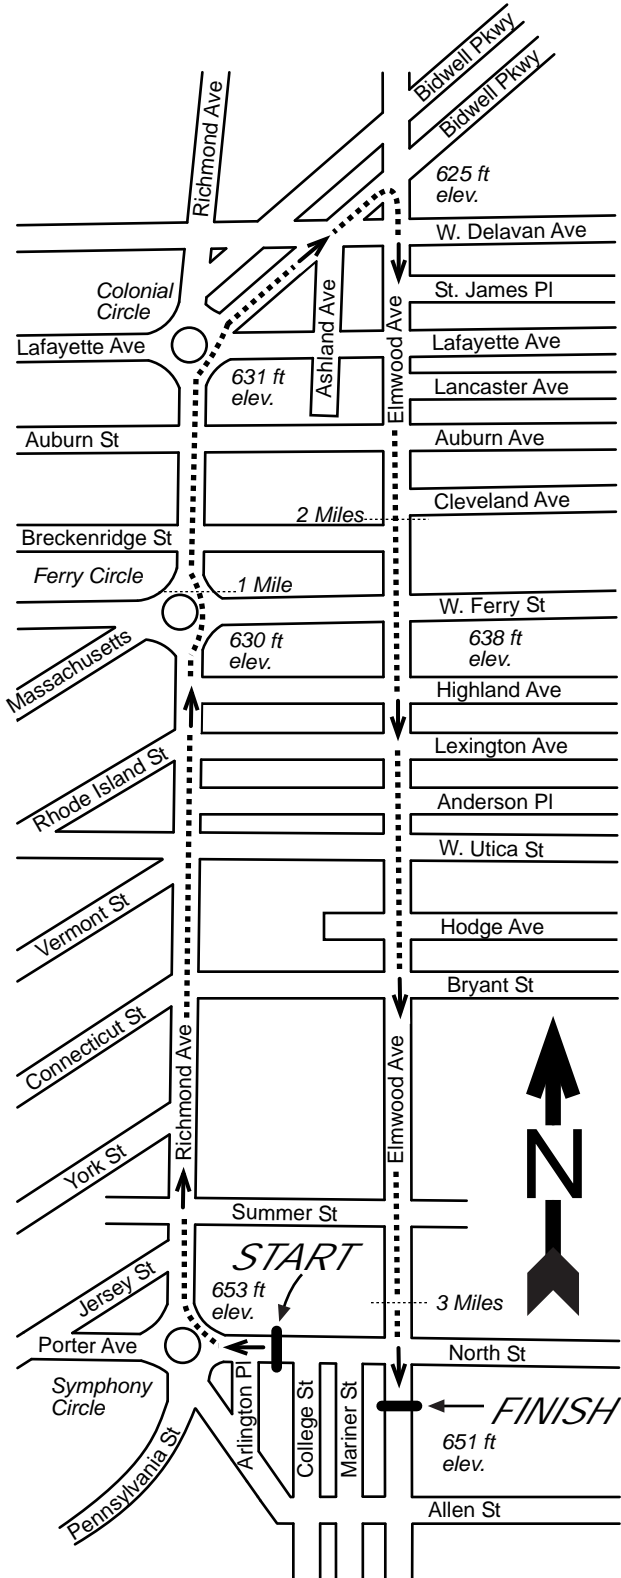 Bidwell Pkwy
Bidwell Pkwy
Richmond Ave
625 ft
elev.
W. Delavan Ave
Colonial
Circle
St. James Pl
Ashland Ave
Elmwood Ave
Lafayette Ave
Lafayette Ave
631 ft
elev.
Lancaster Ave
Auburn St
Auburn Ave
2 Miles
Cleveland Ave
Breckenridge St
Ferry Circle
1 Mile
W. Ferry St
Massachusetts
630 ft
elev.
638 ft
elev.
Highland Ave
Rhode Island St
Lexington Ave
Anderson Pl
W. Utica St
Vermont St
Hodge Ave
Bryant St
Connecticut St
Richmond Ave
Elmwood Ave
York St
N
Summer St
START
Jersey St
653 ft
elev.
3 Miles
Porter Ave
North St
Symphony
Circle
Arlington Pl
College St
Mariner St
FINISH
651 ft
elev.
Pennsylvania St
Allen St